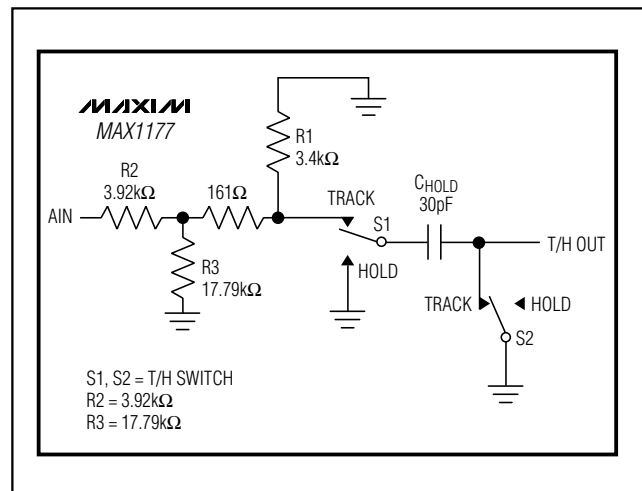 MAXIM
MAX1177
R1
3.4kΩ
R2
3.92kΩ
161Ω
AIN
TRACK
CHOLD
30pF
S1
T/H OUT
R3
17.79kΩ
HOLD
TRACK
HOLD
S2
S1, S2 = T/H SWITCH
R2 = 3.92kΩ
R3 = 17.79kΩ